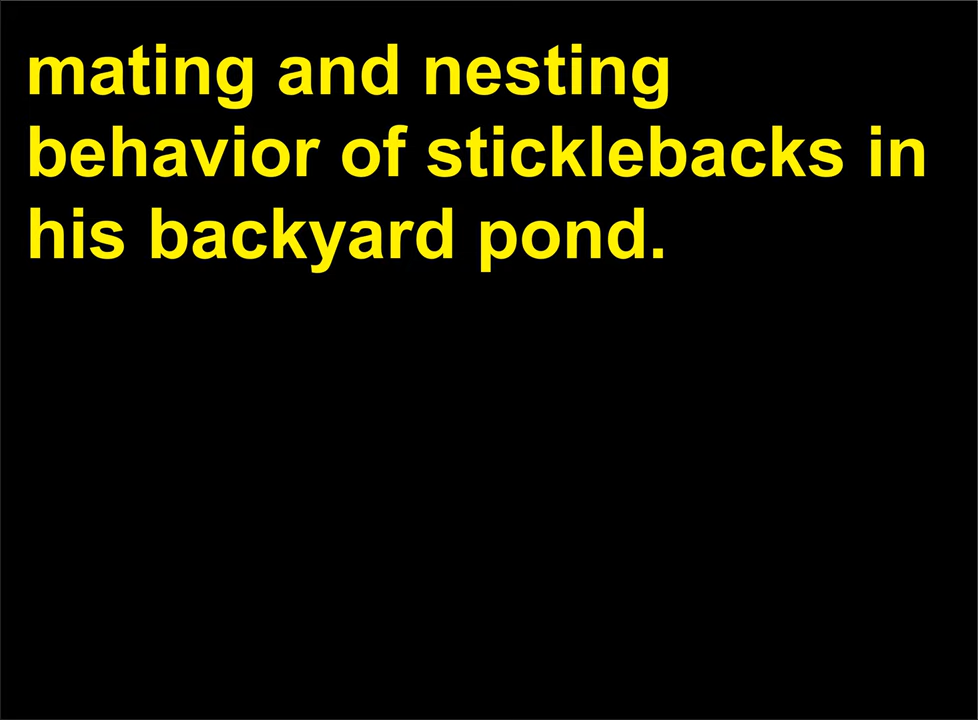 mating and nesting
behavior of sticklebacks in
his backyard pond.